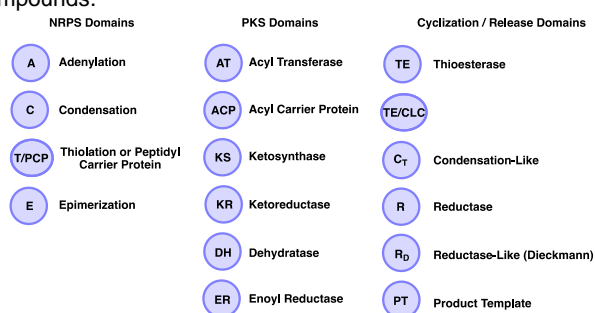 mpounds:
NRPS Domains PKS Domains Cyclization / Release Domains
A Adenylation AT Acyl Transferase TE Thioesterase
C Condensation ACP Acyl Carrier Protein TE/CLC
T/PCP Thiolation or Peptidyl
Carrier Protein KS Ketosynthase CT Condensation-Like
E Epimerization KR Ketoreductase R Reductase
DH Dehydratase RD Reductase-Like (Dieckmann)
ER Enoyl Reductase PT Product Template